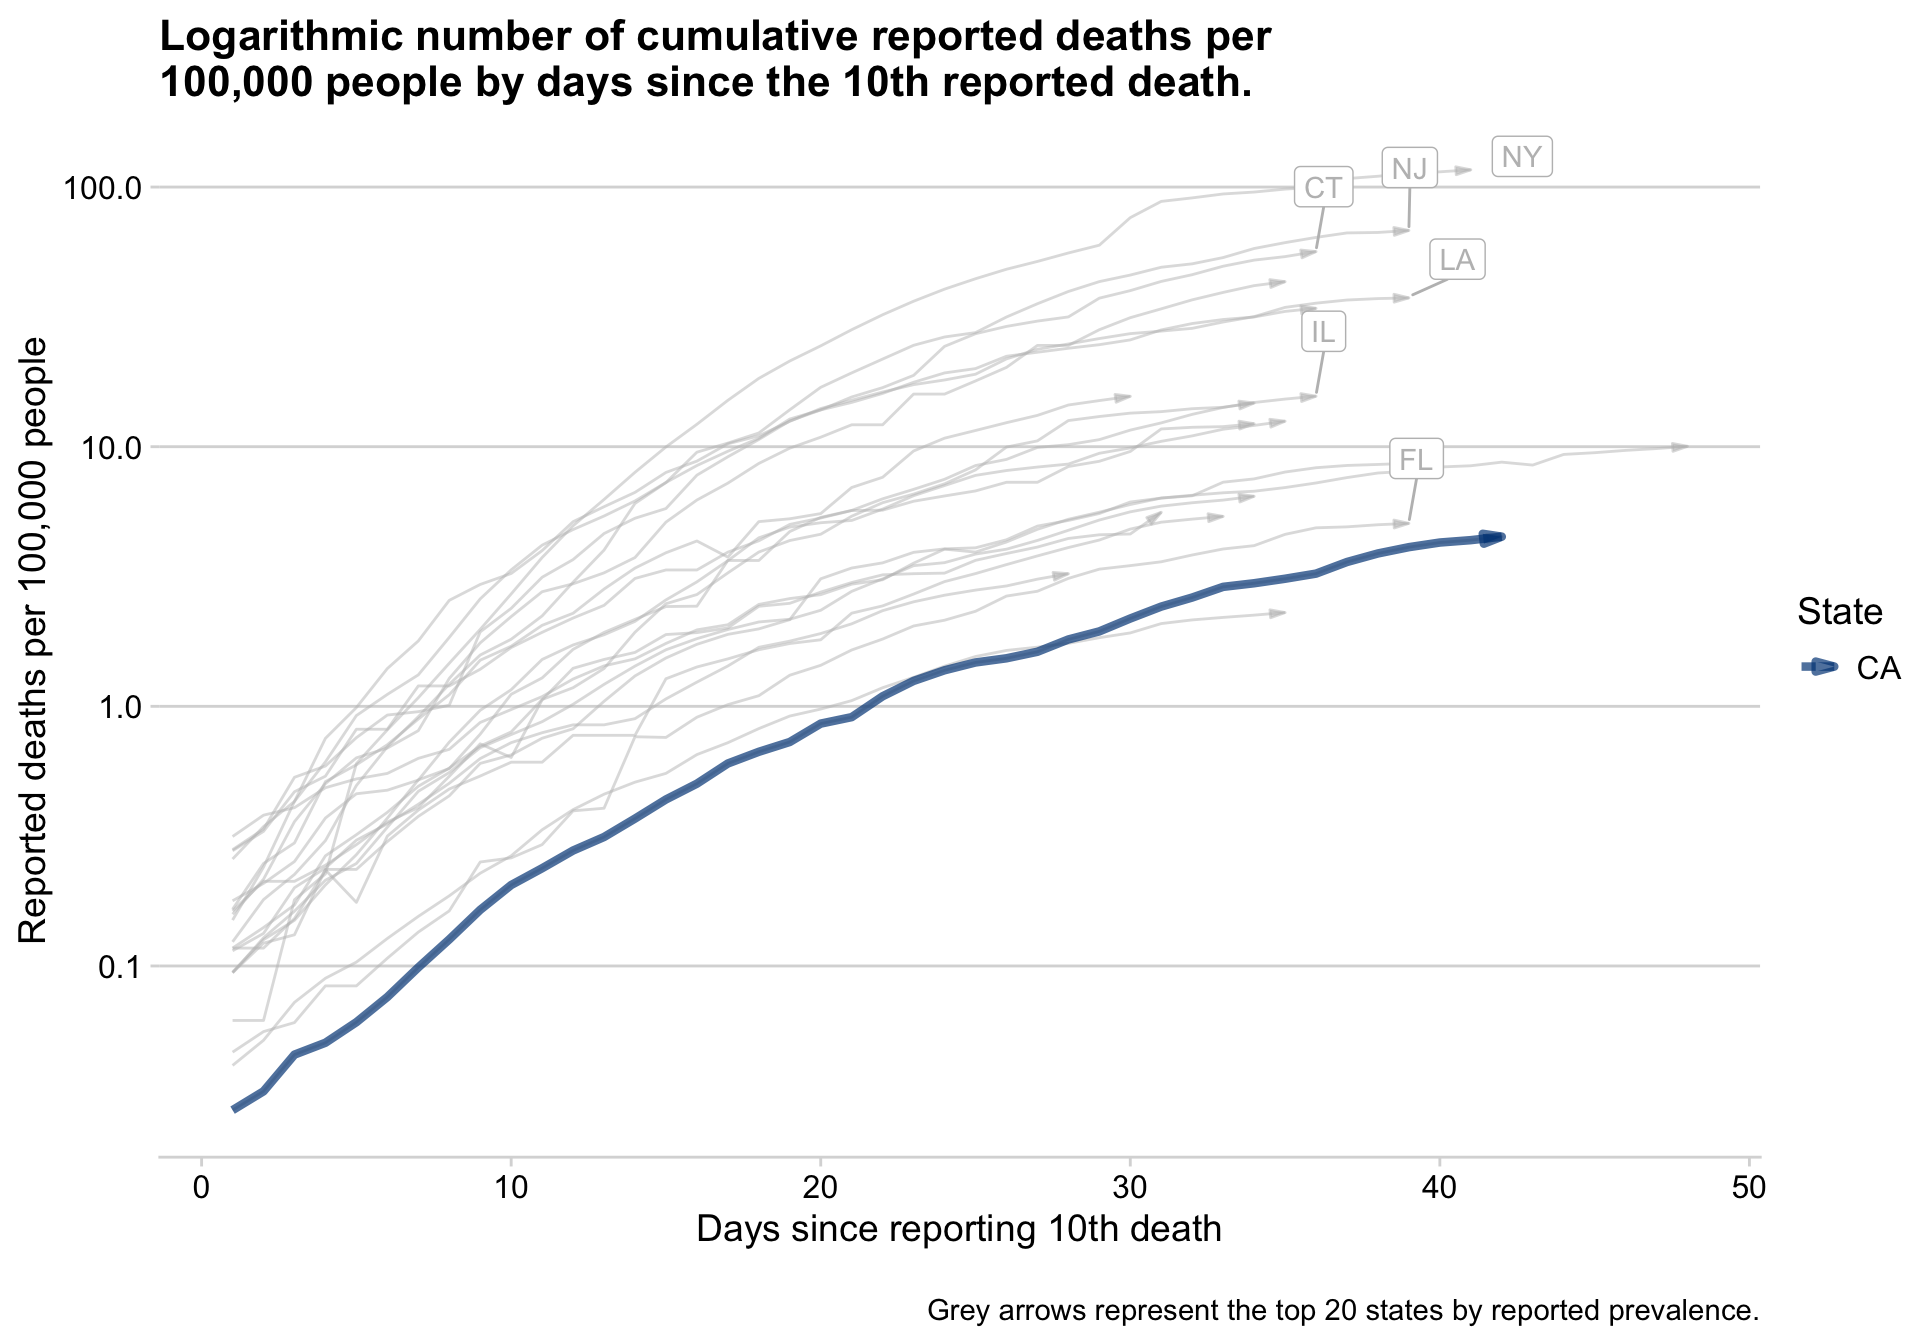 Logarithmic number of cumulative reported deaths per
100,000 people by days since the 10th reported death.
Reported deaths per 100,000 people
100.0
10.0
1.0
0.1
CT
NJ
NY
LA
IL
FL
State
CA
0 10 20 30 40 50
Days since reporting 10th death
Grey arrows represent the top 20 states by reported prevalence.